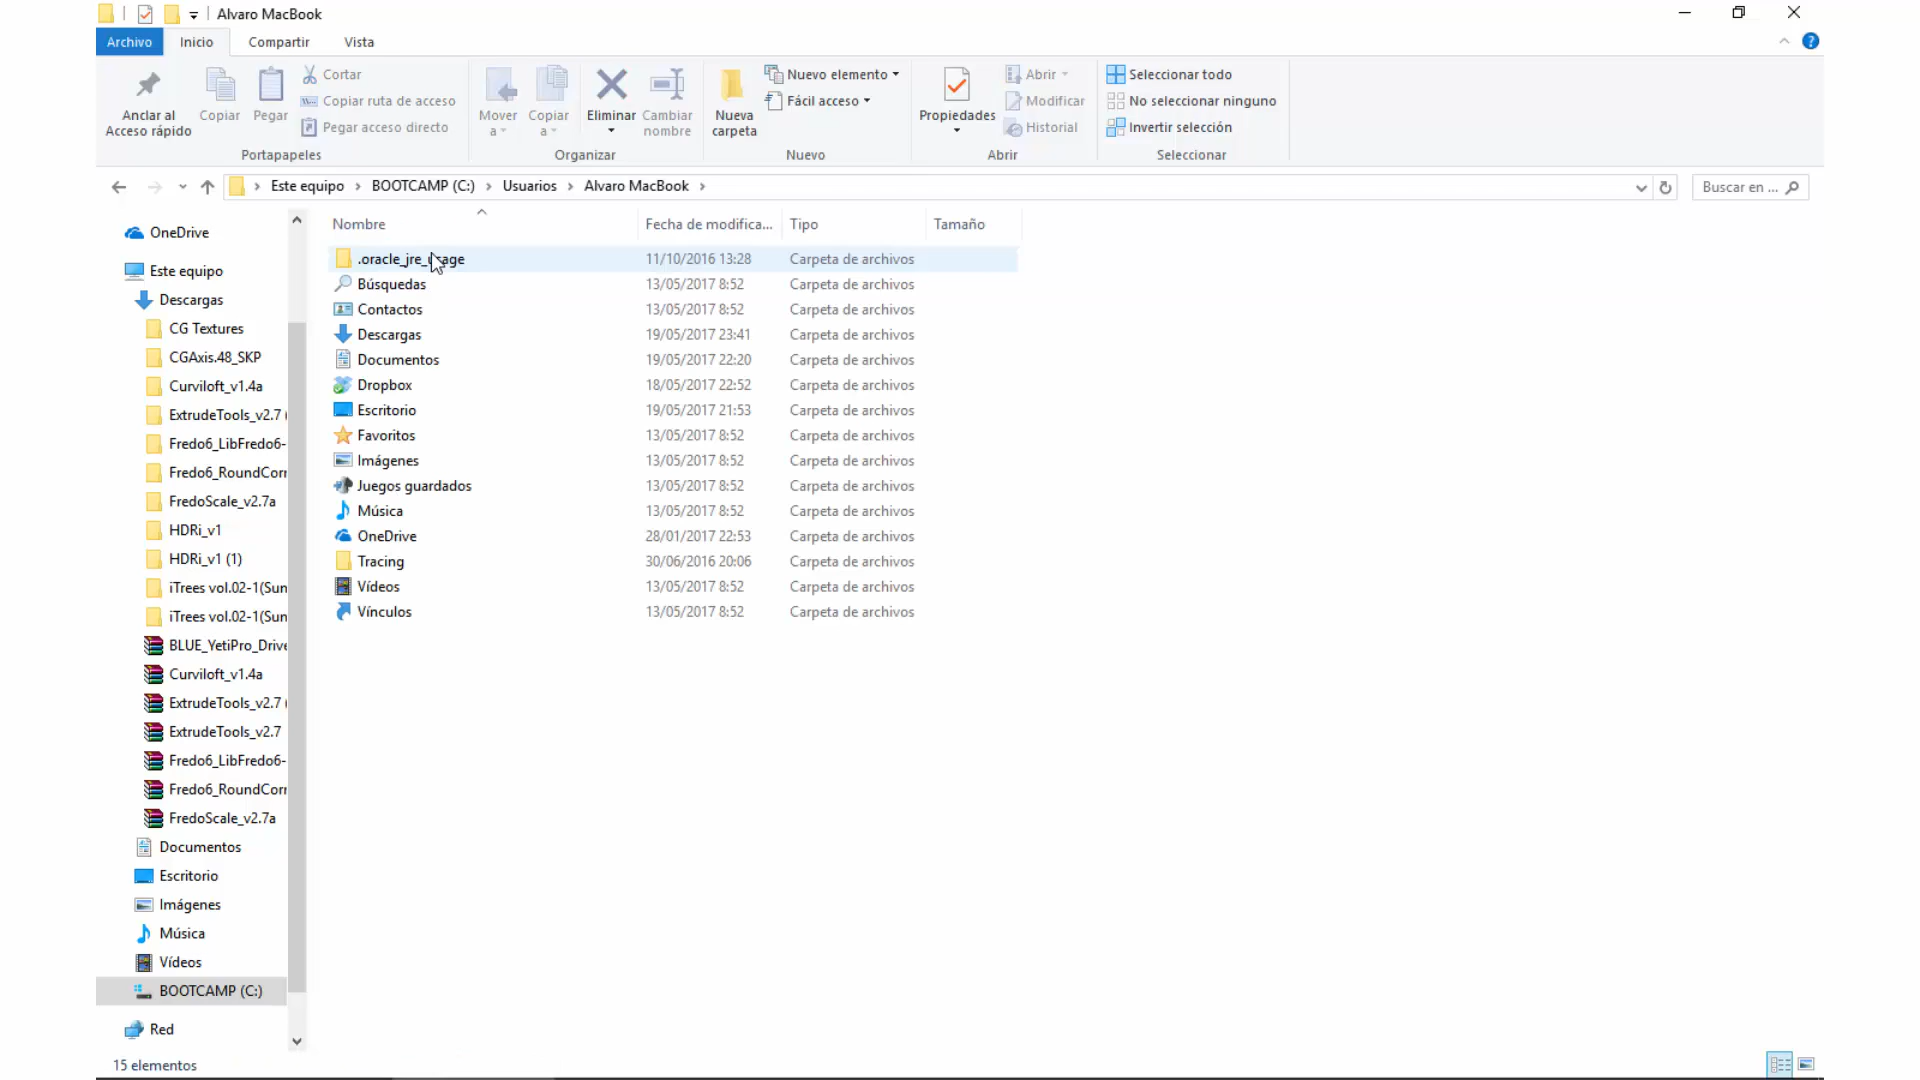 Alvaro MacBook
Archivo Inicio Compartir Vista
Anclar al Acceso rápido
Copiar
Pegar
Cortar
Copiar ruta de acceso
Pegar acceso directo
Portapapeles
Mover a
Copiar a
Eliminar
Cambiar nombre
Organizar
Nueva carpeta
Nuevo elemento
Fácil acceso
Nuevo
Propiedades
Abrir
Modificar
Historial
Abrir
Seleccionar todo
No seleccionar ninguno
Invertir selección
Seleccionar
Este equipo > BOOTCAMP (C:) > Usuarios > Alvaro MacBook >
Buscar en ...
OneDrive
Este equipo
Descargas
CG Textures
CGAxis.48_SKP
Curviloft_v1.4a
ExtrudeTools_v2.7 (
Fredo6_LibFredo6-
Fredo6_RoundCorr
FredoScale_v2.7a
HDRi_v1
HDRi_v1 (1)
iTrees vol.02-1(Sun
iTrees vol.02-1(Sun
BLUE_YetiPro_Drive
Curviloft_v1.4a
ExtrudeTools_v2.7 (
ExtrudeTools_v2.7
Fredo6_LibFredo6-
Fredo6_RoundCorr
FredoScale_v2.7a
Documentos
Escritorio
Imágenes
Música
Vídeos
BOOTCAMP (C:)
Red
Nombre Fecha de modifica... Tipo Tamaño
.oracle_jre_usage 11/10/2016 13:28 Carpeta de archivos
Búsquedas 13/05/2017 8:52 Carpeta de archivos
Contactos 13/05/2017 8:52 Carpeta de archivos
Descargas 19/05/2017 23:41 Carpeta de archivos
Documentos 19/05/2017 22:20 Carpeta de archivos
Dropbox 18/05/2017 22:52 Carpeta de archivos
Escritorio 19/05/2017 21:53 Carpeta de archivos
Favoritos 13/05/2017 8:52 Carpeta de archivos
Imágenes 13/05/2017 8:52 Carpeta de archivos
Juegos guardados 13/05/2017 8:52 Carpeta de archivos
Música 13/05/2017 8:52 Carpeta de archivos
OneDrive 28/01/2017 22:53 Carpeta de archivos
Tracing 30/06/2016 20:06 Carpeta de archivos
Vídeos 13/05/2017 8:52 Carpeta de archivos
Vínculos 13/05/2017 8:52 Carpeta de archivos
15 elementos